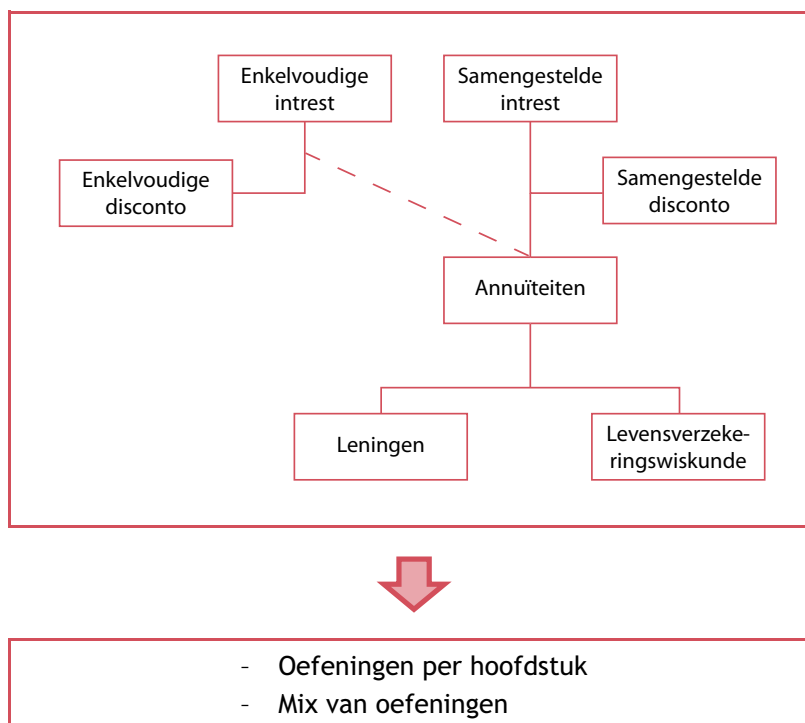 Enkelvoudige
intrest
Samengestelde
intrest
Enkelvoudige
disconto
Samengestelde
disconto
Annuïteiten
Leningen
Levensverzeke-
ringswiskunde
- Oefeningen per hoofdstuk
- Mix van oefeningen